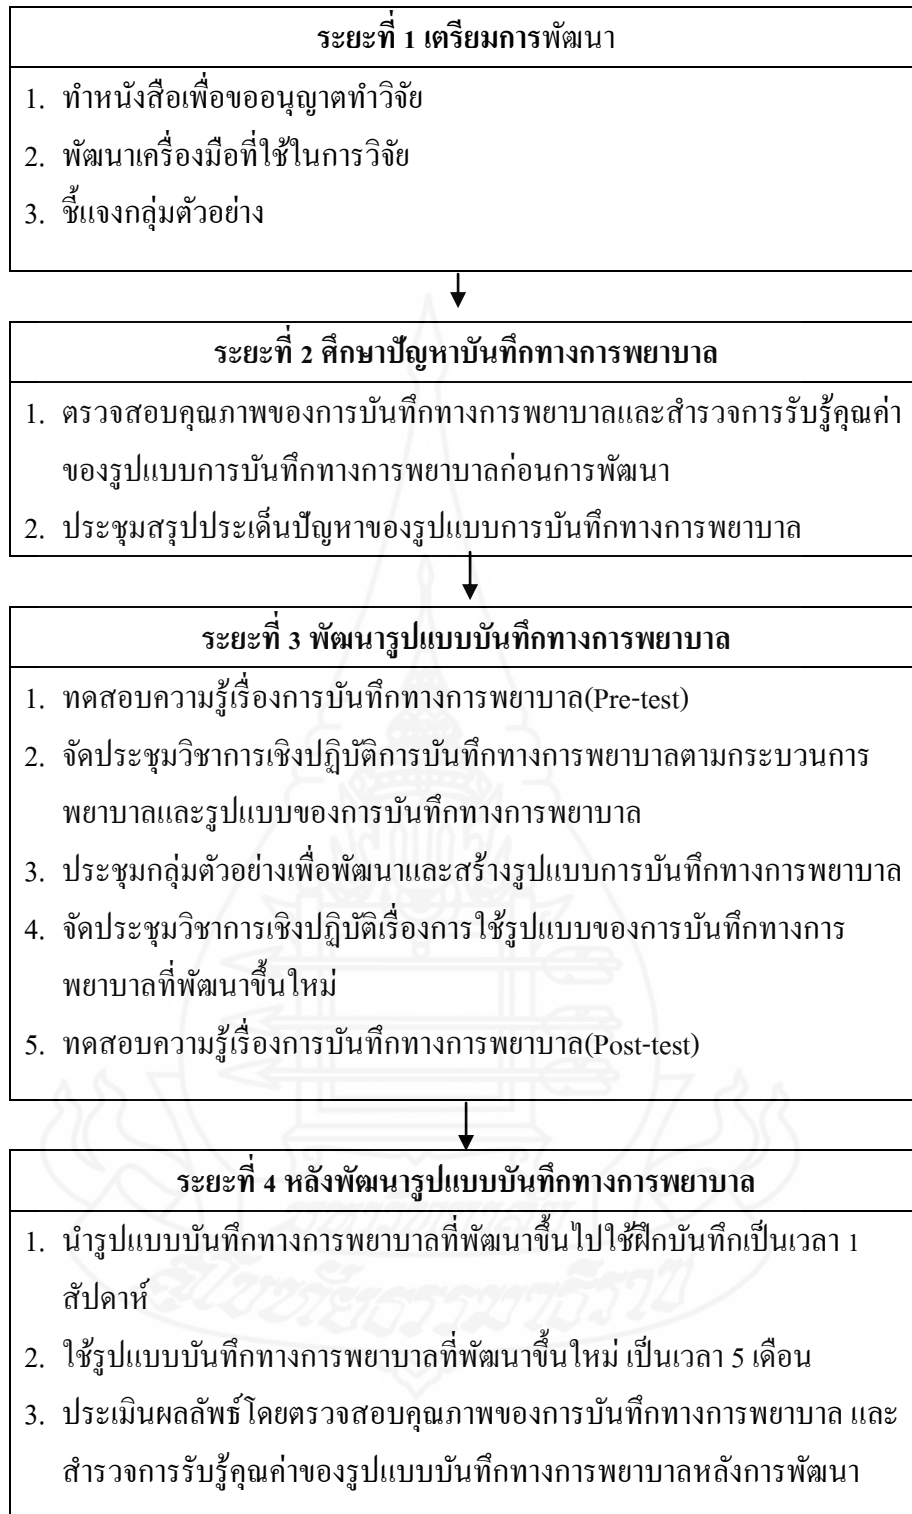 ระยะที่ 1 เตรียมการพัฒนา
1. ทำหนังสือเพื่อขออนุญาตทำวิจัย
2. พัฒนาเครื่องมือที่ใช้ในการวิจัย
3. ชี้แจงกลุ่มตัวอย่าง
ระยะที่ 2 ศึกษาปัญหาบันทึกทางการพยาบาล
1. ตรวจสอบคุณภาพของการบันทึกทางการพยาบาลและสำรวจการรับรู้คุณค่า
ของรูปแบบการบันทึกทางการพยาบาลก่อนการพัฒนา
2. ประชุมสรุปประเด็นปัญหาของรูปแบบการบันทึกทางการพยาบาล
ระยะที่ 3 พัฒนารูปแบบบันทึกทางการพยาบาล
1. ทดสอบความรู้เรื่องการบันทึกทางการพยาบาล(Pre-test)
2. จัดประชุมวิชาการเชิงปฏิบัติการบันทึกทางการพยาบาลตามกระบวนการ
พยาบาลและรูปแบบของการบันทึกทางการพยาบาล
3. ประชุมกลุ่มตัวอย่างเพื่อพัฒนาและสร้างรูปแบบการบันทึกทางการพยาบาล
4. จัดประชุมวิชาการเชิงปฏิบัติเรื่องการใช้รูปแบบของการบันทึกทางการ
พยาบาลที่พัฒนาขึ้นใหม่
5. ทดสอบความรู้เรื่องการบันทึกทางการพยาบาล(Post-test)
ระยะที่ 4 หลังพัฒนารูปแบบบันทึกทางการพยาบาล
1. นำรูปแบบบันทึกทางการพยาบาลที่พัฒนาขึ้นไปใช้ฝึกบันทึกเป็นเวลา 1
สัปดาห์
2. ใช้รูปแบบบันทึกทางการพยาบาลที่พัฒนาขึ้นใหม่ เป็นเวลา 5 เดือน
3. ประเมินผลลัพธ์โดยตรวจสอบคุณภาพของการบันทึกทางการพยาบาล และ
สำรวจการรับรู้คุณค่าของรูปแบบบันทึกทางการพยาบาลหลังการพัฒนา
มหาวิทยาลัย
สุโขทัยธรรมาธิราช